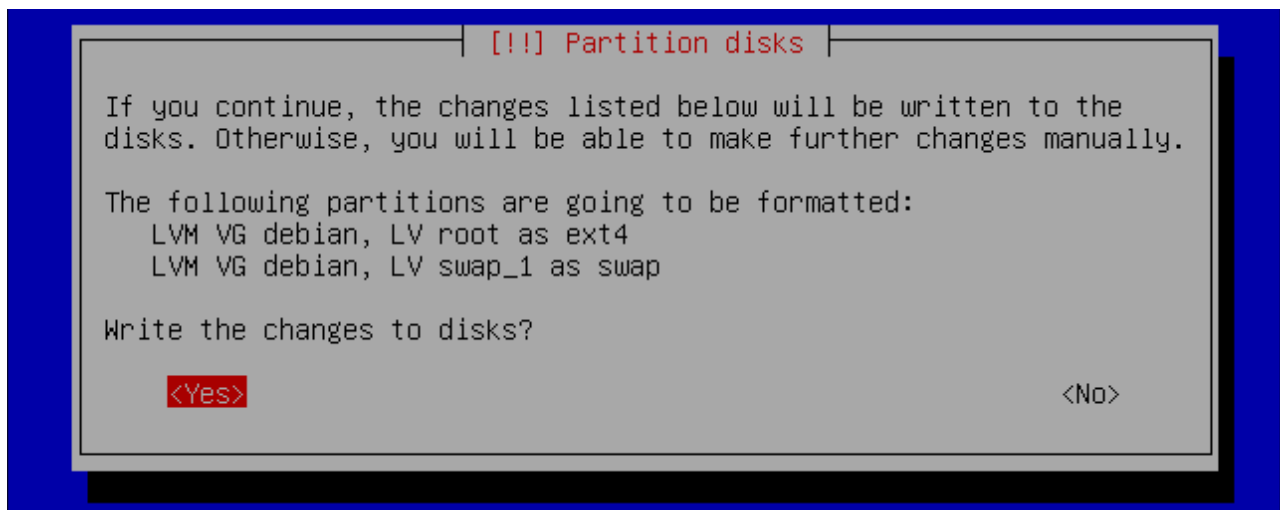 [!!] Partition disks
If you continue, the changes listed below will be written to the
disks. Otherwise, you will be able to make further changes manually.
The following partitions are going to be formatted:
LVM VG debian, LV root as ext4
LVM VG debian, LV swap_1 as swap
Write the changes to disks?
<Yes> <No>